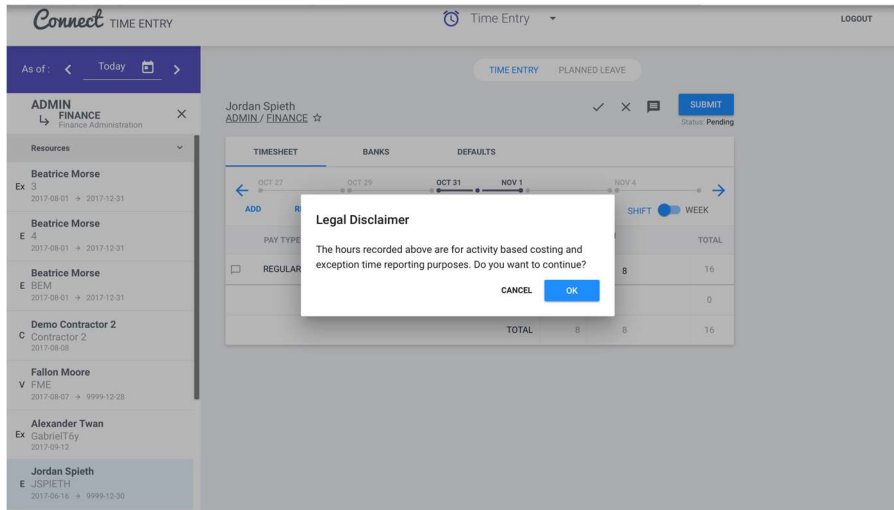 Connect TIME ENTRY
Time Entry
LOGOUT
As of :
Today
TIME ENTRY
PLANNED LEAVE
ADMIN
FINANCE
Finance Administration
Resources
Beatrice Morse
Ex 3
2017-08-01 → 2017-12-31
Beatrice Morse
E 4
2017-08-01 → 2017-12-31
Beatrice Morse
E BEM
2017-08-01 → 2017-12-31
Demo Contractor 2
C Contractor 2
2017-08-08
Fallon Moore
V FME
2017-08-07 → 9999-12-28
Alexander Twan
Ex GabrielT6y
2017-09-12
Jordan Spieth
E JSPIETH
2017-06-16 → 9999-12-30
Jordan Spieth
ADMIN / FINANCE
SUBMIT
Status: Pending
TIMESHEET
BANKS
DEFAULTS
OCT 27
OCT 29
OCT 31
NOV 1
NOV 4
ADD
SHIFT
WEEK
PAY TYPE
TOTAL
REGULAR
8
16
0
TOTAL
8
8
16
Legal Disclaimer
The hours recorded above are for activity based costing and
exception time reporting purposes. Do you want to continue?
CANCEL
OK